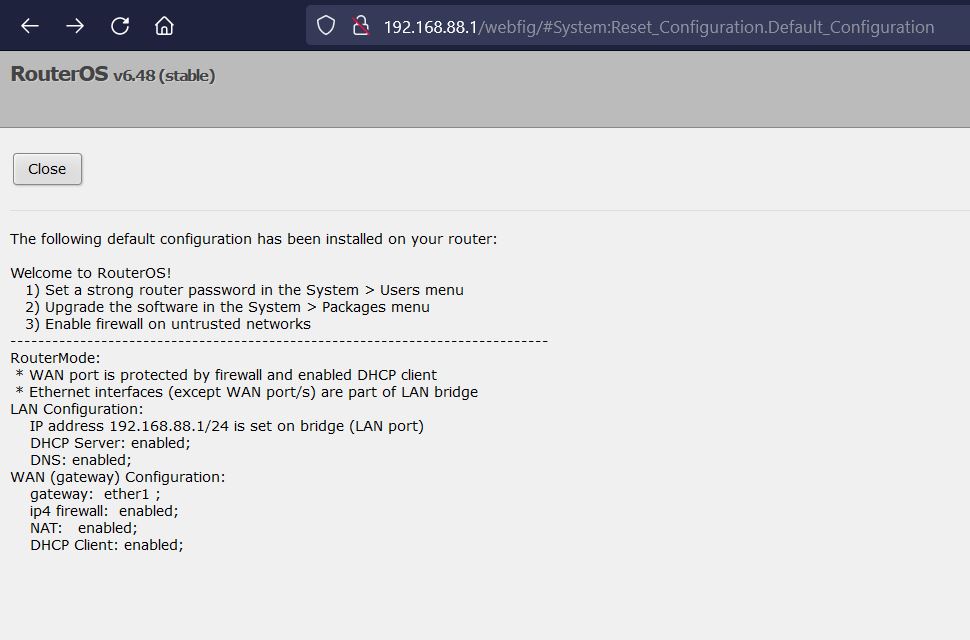 192.168.88.1/webfig/#System:Reset_Configuration.Default_Configuration
RouterOS v6.48 (stable)
Close
The following default configuration has been installed on your router:
Welcome to RouterOS!
1) Set a strong router password in the System > Users menu
2) Upgrade the software in the System > Packages menu
3) Enable firewall on untrusted networks
-------------------------------------------------------------------------------
RouterMode:
* WAN port is protected by firewall and enabled DHCP client
* Ethernet interfaces (except WAN port/s) are part of LAN bridge
LAN Configuration:
IP address 192.168.88.1/24 is set on bridge (LAN port)
DHCP Server: enabled;
DNS: enabled;
WAN (gateway) Configuration:
gateway:  ether1 ;
ip4 firewall:  enabled;
NAT:   enabled;
DHCP Client: enabled;